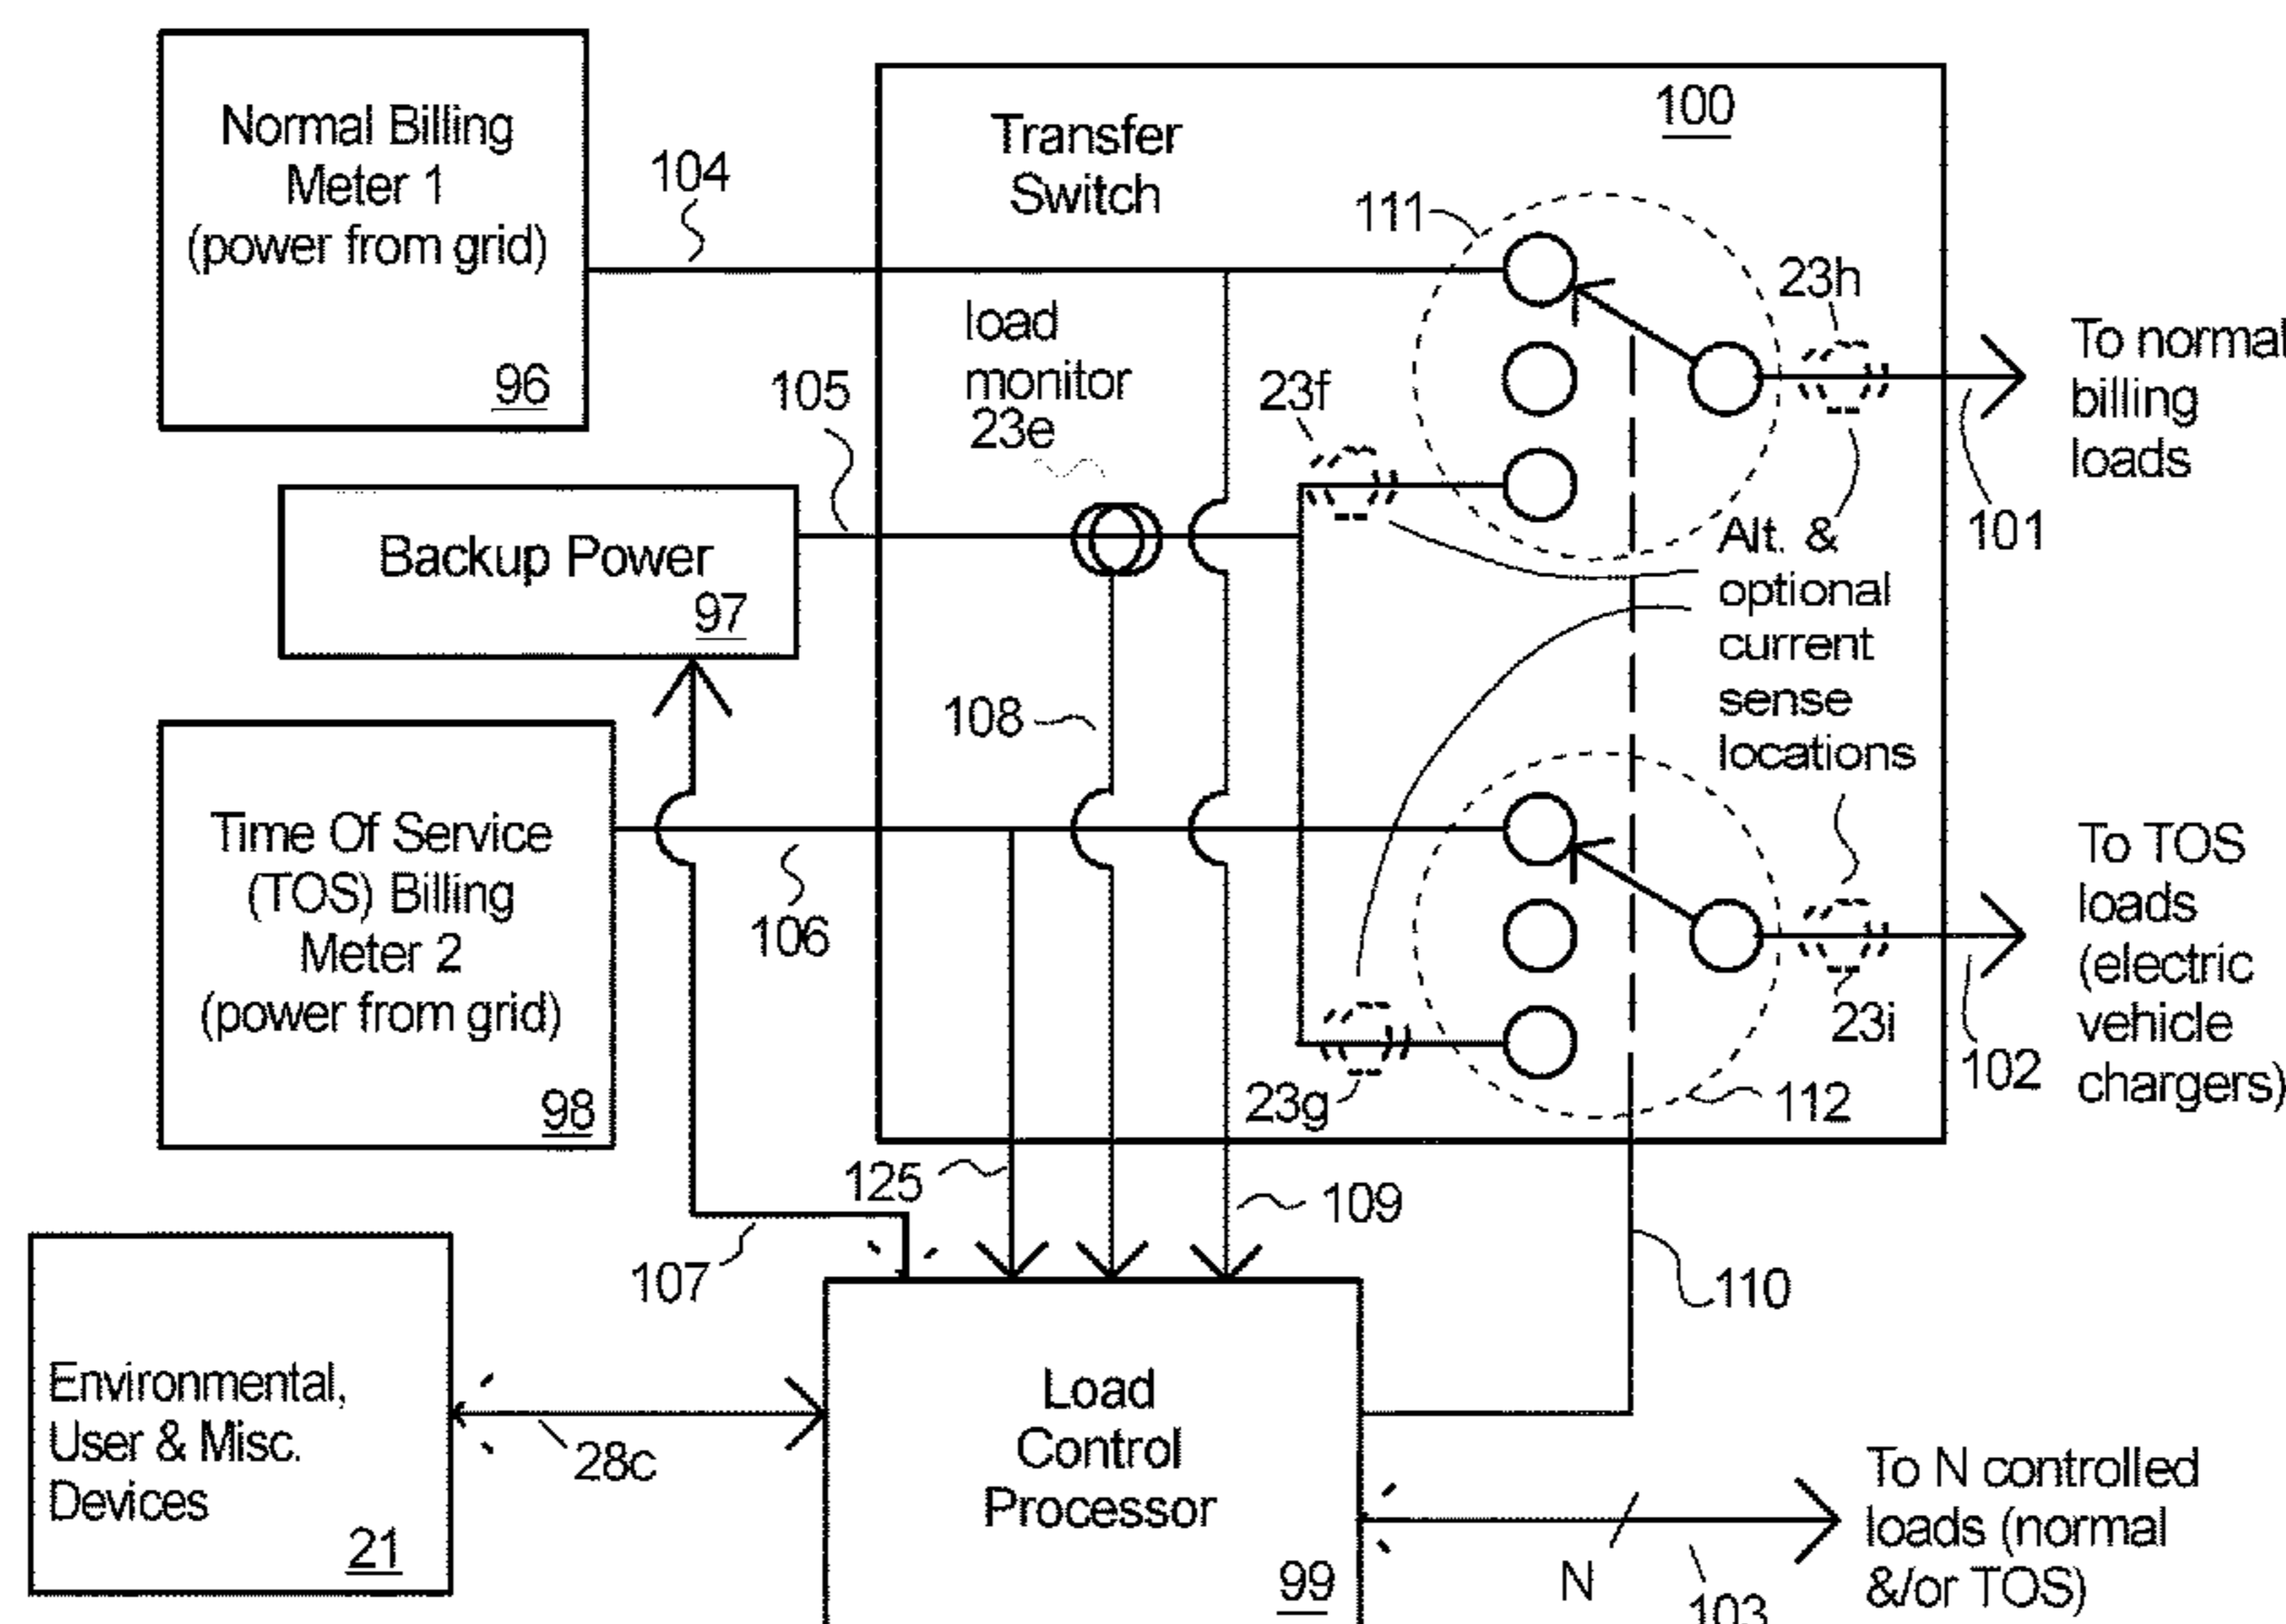 Normal Billing
Meter 1
(power from grid)
96
104
Transfer
Switch
100
111
23h
To normal
billing
loads
load
monitor
23e
105
23f
101
Backup Power
97
Alt. &
optional
current
sense
locations
108
Time Of Service
(TOS) Billing
Meter 2
(power from grid)
98
106
To TOS
loads
(electric
vehicle
chargers)
23i
102
23g
112
125
109
107
110
Environmental,
User & Misc.
Devices
21
28c
Load
Control
Processor
99
N
103
To N controlled
loads (normal
&/or TOS)